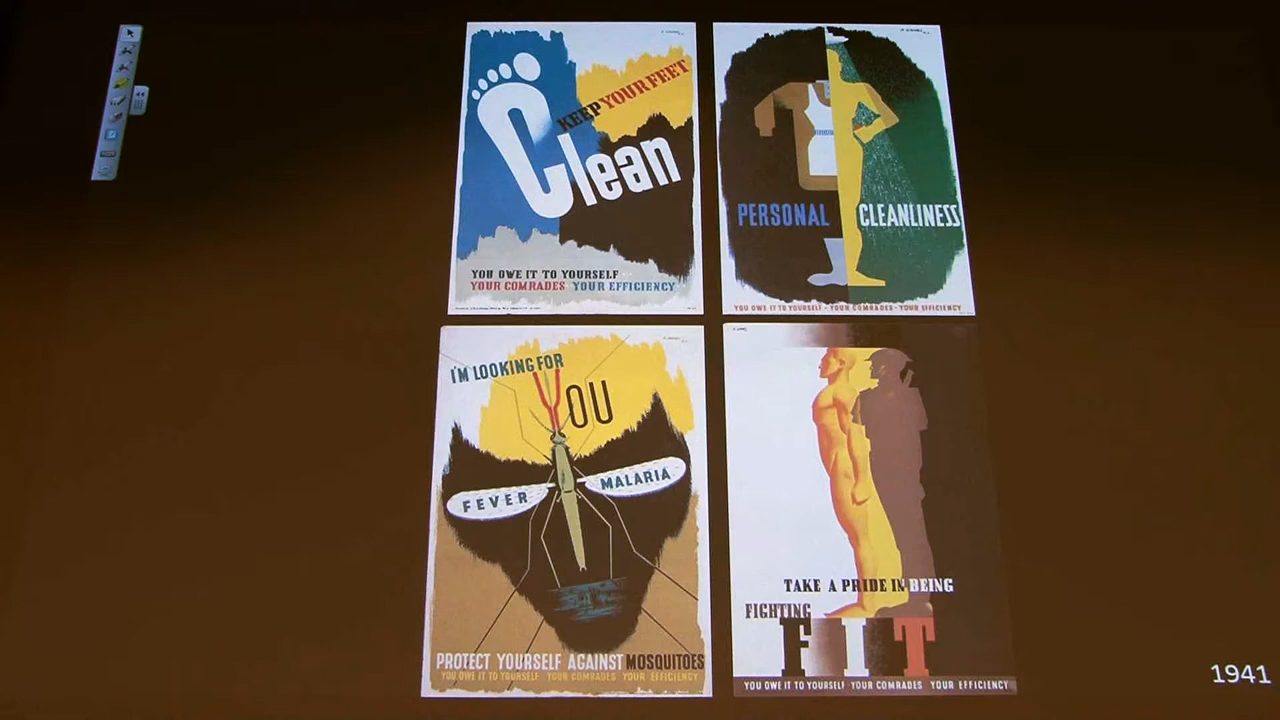 KEEP YOUR FEET
Clean
YOU OWE IT TO YOURSELF
YOUR COMRADES YOUR EFFICIENCY
PERSONAL CLEANLINESS
YOU OWE IT TO YOURSELF - YOUR COMRADES - YOUR EFFICIENCY
I'M LOOKING FOR
YOU
FEVER MALARIA
PROTECT YOURSELF AGAINST MOSQUITOES
YOU OWE IT TO YOURSELF YOUR COMRADES YOUR EFFICIENCY
TAKE A PRIDE IN BEING
FIGHTING
FIT
YOU OWE IT TO YOURSELF YOUR COMRADES YOUR EFFICIENCY
1941